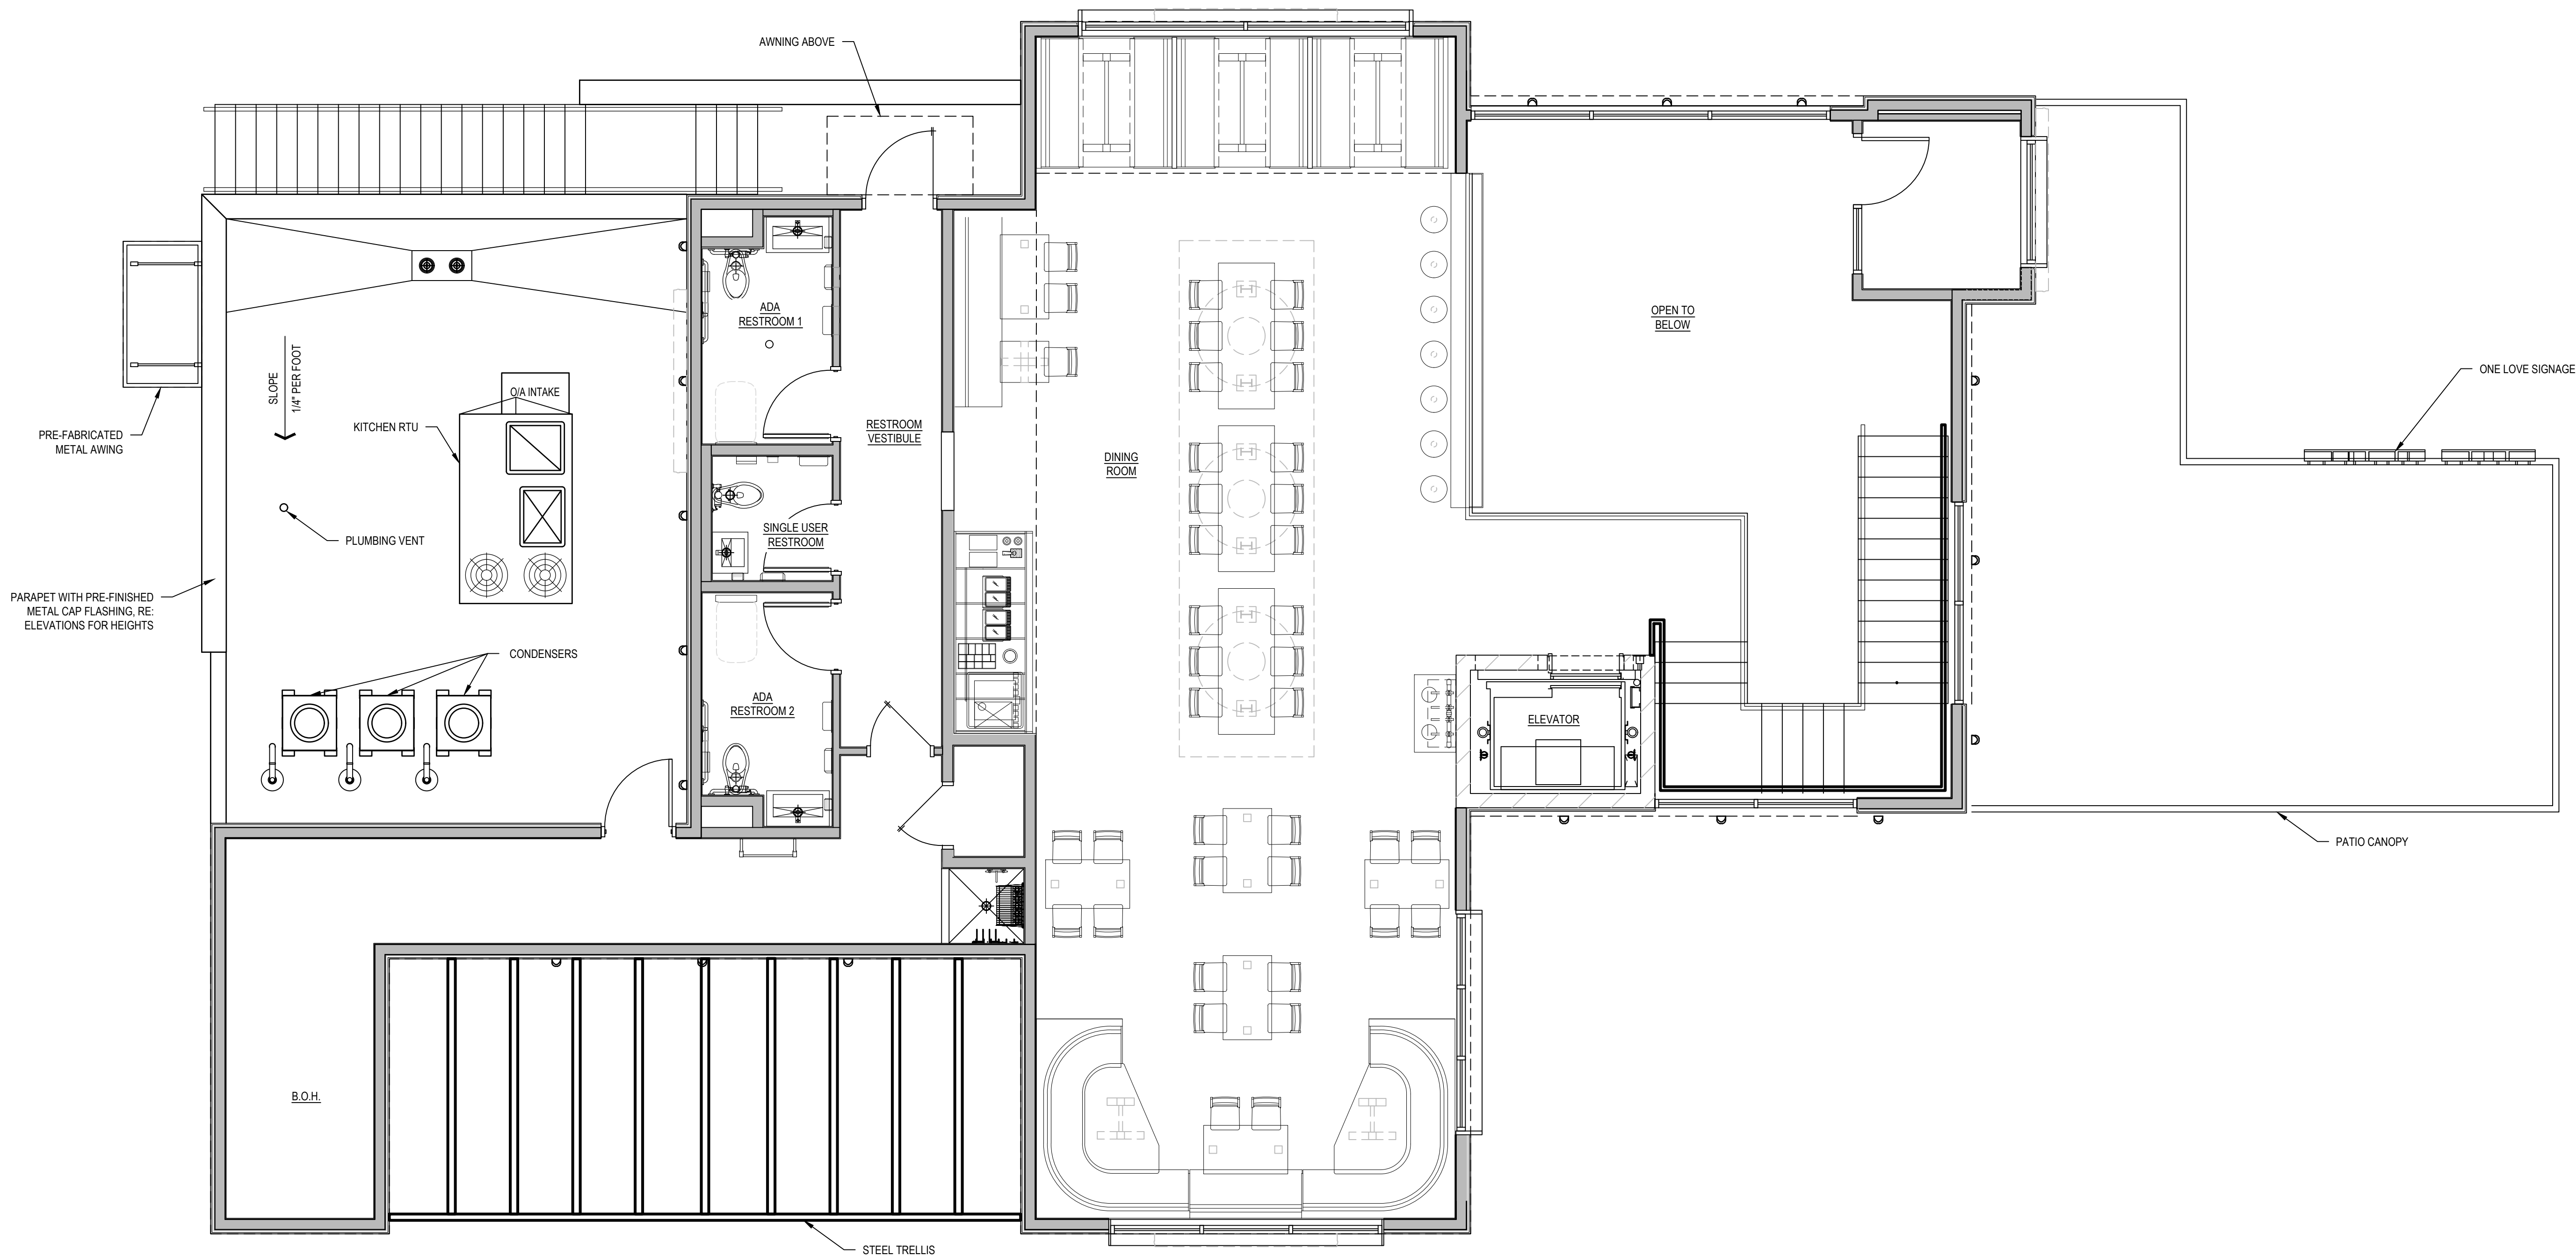 AWNING ABOVE
PRE-FABRICATED
METAL AWING
SLOPE
1/4" PER FOOT
O/A INTAKE
KITCHEN RTU
PLUMBING VENT
PARAPET WITH PRE-FINISHED
METAL CAP FLASHING, RE:
ELEVATIONS FOR HEIGHTS
CONDENSERS
ADA
RESTROOM 1
RESTROOM
VESTIBULE
SINGLE USER
RESTROOM
ADA
RESTROOM 2
DINING
ROOM
OPEN TO
BELOW
ONE LOVE SIGNAGE
ELEVATOR
PATIO CANOPY
B.O.H.
STEEL TRELLIS